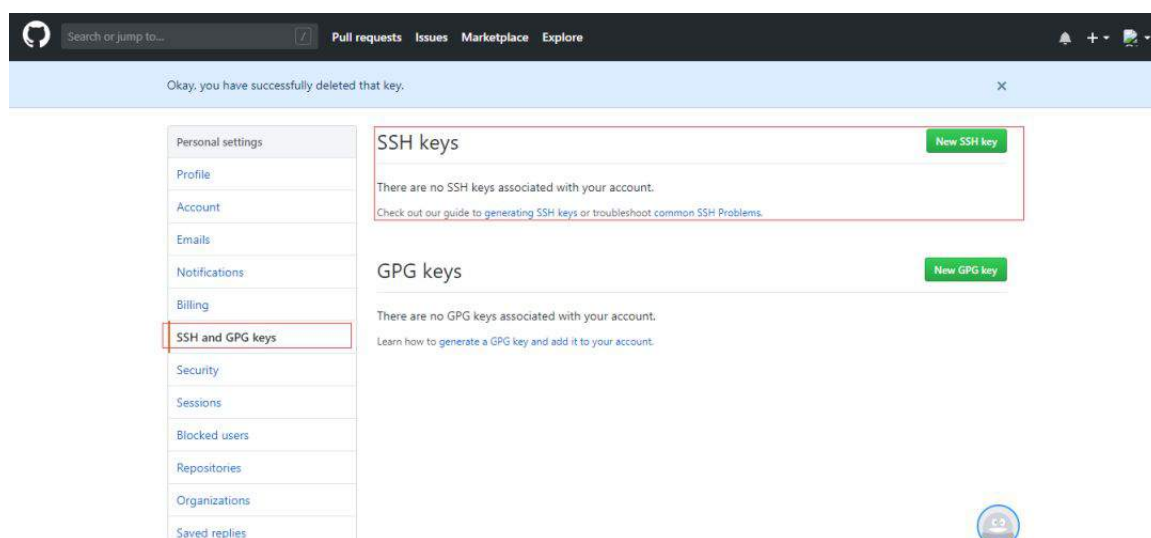 Search or jump to... / Pull requests Issues Marketplace Explore
Okay, you have successfully deleted that key.
Personal settings
Profile
Account
Emails
Notifications
Billing
SSH and GPG keys
Security
Sessions
Blocked users
Repositories
Organizations
Saved replies
SSH keys
New SSH key
There are no SSH keys associated with your account.
Check out our guide to generating SSH keys or troubleshoot common SSH Problems.
GPG keys
New GPG key
There are no GPG keys associated with your account.
Learn how to generate a GPG key and add it to your account.